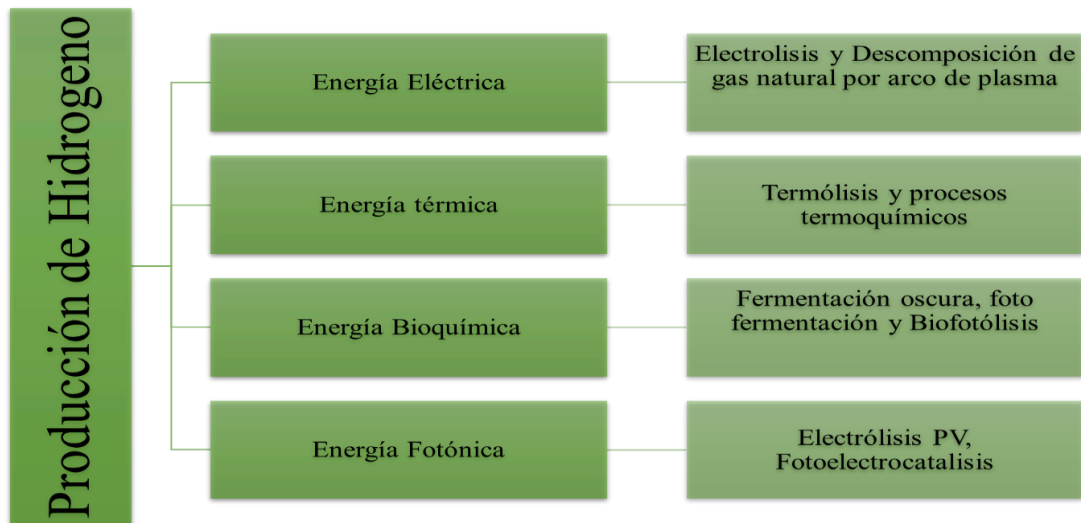 Producción de Hidrogeno
Energía Eléctrica
Electrolisis y Descomposición de
gas natural por arco de plasma
Energía térmica
Termólisis y procesos
termoquímicos
Energía Bioquímica
Fermentación oscura, foto
fermentación y Biofotólisis
Energía Fotónica
Electrólisis PV,
Fotoelectrocatalisis